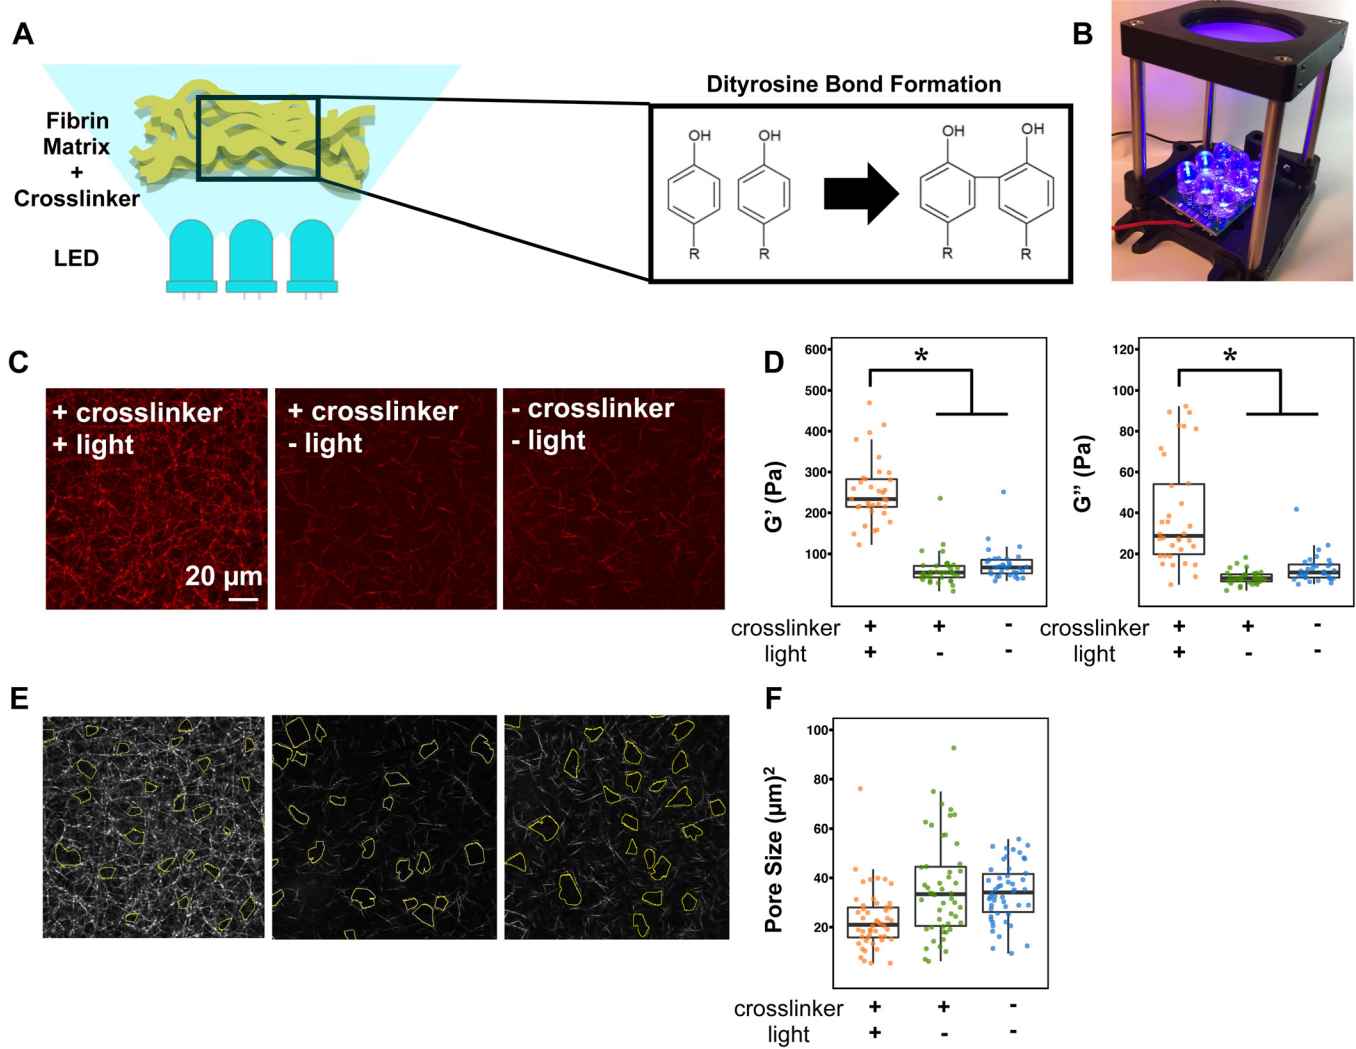 A
Fibrin
Matrix
+
Crosslinker
LED
Dityrosine Bond Formation
OH
OH
R
R
OH
OH
R
R
B
C
+ crosslinker
+ light
20 µm
+ crosslinker
- light
- crosslinker
- light
D
G’ (Pa)
600
500
400
300
200
100
*
crosslinker + + -
light + - -
G” (Pa)
120
100
80
60
40
20
*
crosslinker + + -
light + - -
E
F
Pore Size (µm)²
100
80
60
40
20
crosslinker + + -
light + - -